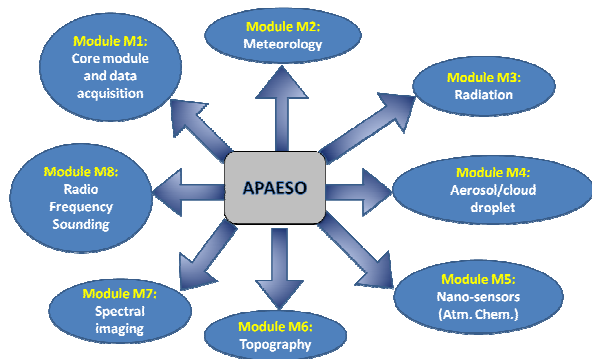 Module M1:
Core module
and data
acquisition
Module M2:
Meteorology
Module M3:
Radiation
Module M8:
Radio
Frequency
Sounding
APAESO
Module M4:
Aerosol/cloud
droplet
Module M7:
Spectral
imaging
Module M6:
Topography
Module M5:
Nano-sensors
(Atm. Chem.)